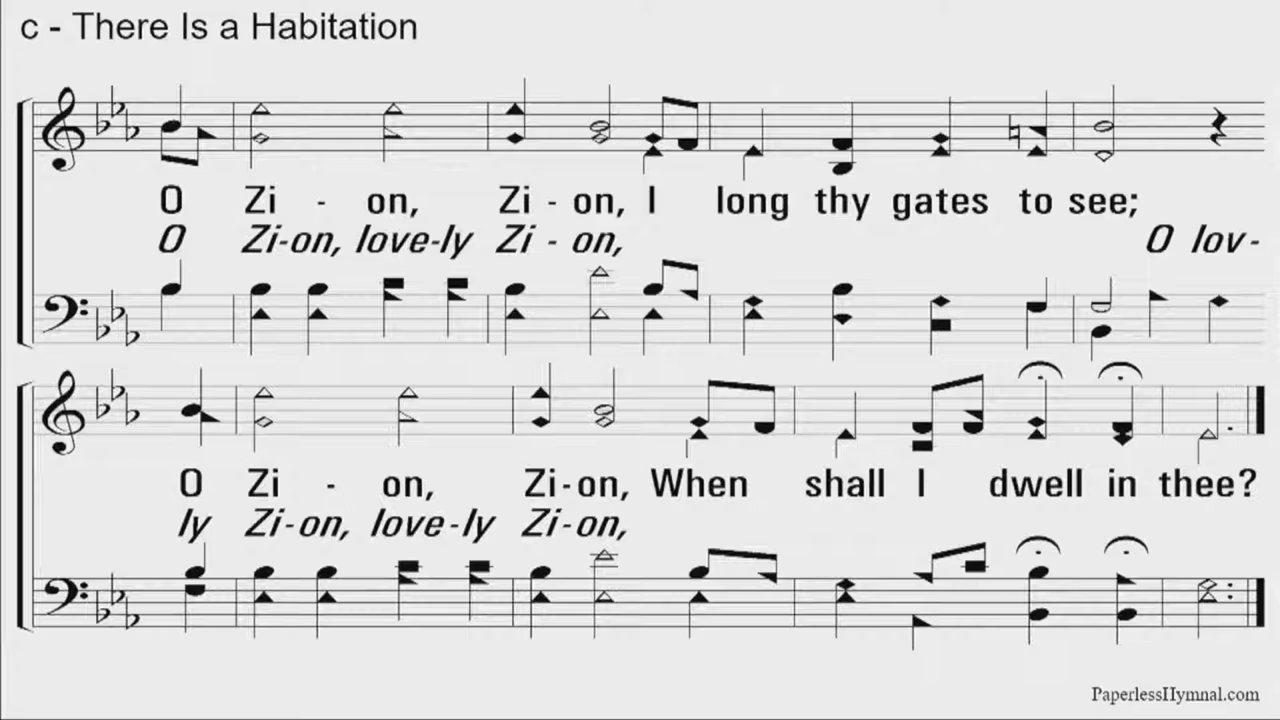 c - There Is a Habitation
O Zi - on, Zi - on, I long thy gates to see;
O Zi-on, love-ly Zi - on, O lov-
O Zi - on, Zi-on, When shall I dwell in thee?
ly Zi-on, love-ly Zi-on,
PaperlessHymnal.com